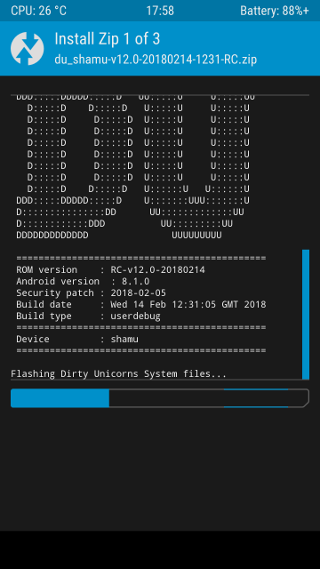 CPU: 26 °C 17:58 Battery: 88%+
Install Zip 1 of 3
du_shamu-v12.0-20180214-1231-RC.zip
DDD:::::DDDDD:::::D   UU:::::U     U:::::UU
  D:::::D    D:::::D   U:::::U     U:::::U
  D:::::D     D:::::D  U:::::U     U:::::U
  D:::::D     D:::::D  U:::::U     U:::::U
  D:::::D     D:::::D  U:::::U     U:::::U
  D:::::D     D:::::D  U:::::U     U:::::U
  D:::::D     D:::::D  U:::::U     U:::::U
  D:::::D    D:::::D   U::::::U   U::::::U
DDD:::::DDDDD:::::D    U:::::::UUU:::::::U
D:::::::::::::::DD      UU:::::::::::::UU
D::::::::::::DDD          UU:::::::::UU
DDDDDDDDDDDDD               UUUUUUUUU
=============================================
ROM version : RC-v12.0-20180214
Android version : 8.1.0
Security patch : 2018-02-05
Build date : Wed 14 Feb 12:31:05 GMT 2018
Build type : userdebug
=============================================
Device : shamu
=============================================
Flashing Dirty Unicorns System files...